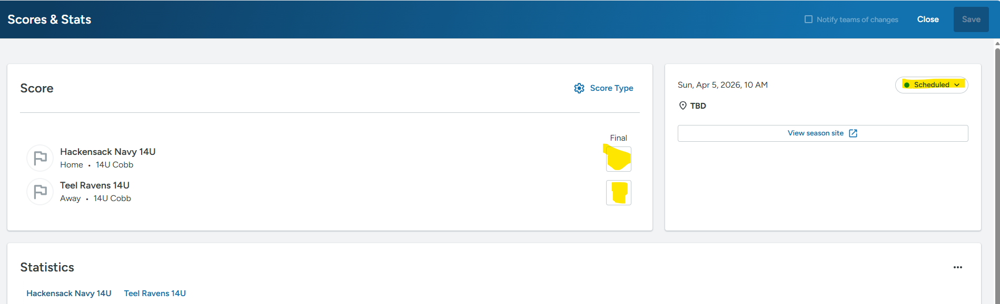 Scores & Stats
Notify teams of changes
Close
Save
Score
Score Type
Final
Hackensack Navy 14U
Home • 14U Cobb
Teel Ravens 14U
Away • 14U Cobb
Sun, Apr 5, 2026, 10 AM
Scheduled
TBD
View season site
Statistics
Hackensack Navy 14U
Teel Ravens 14U